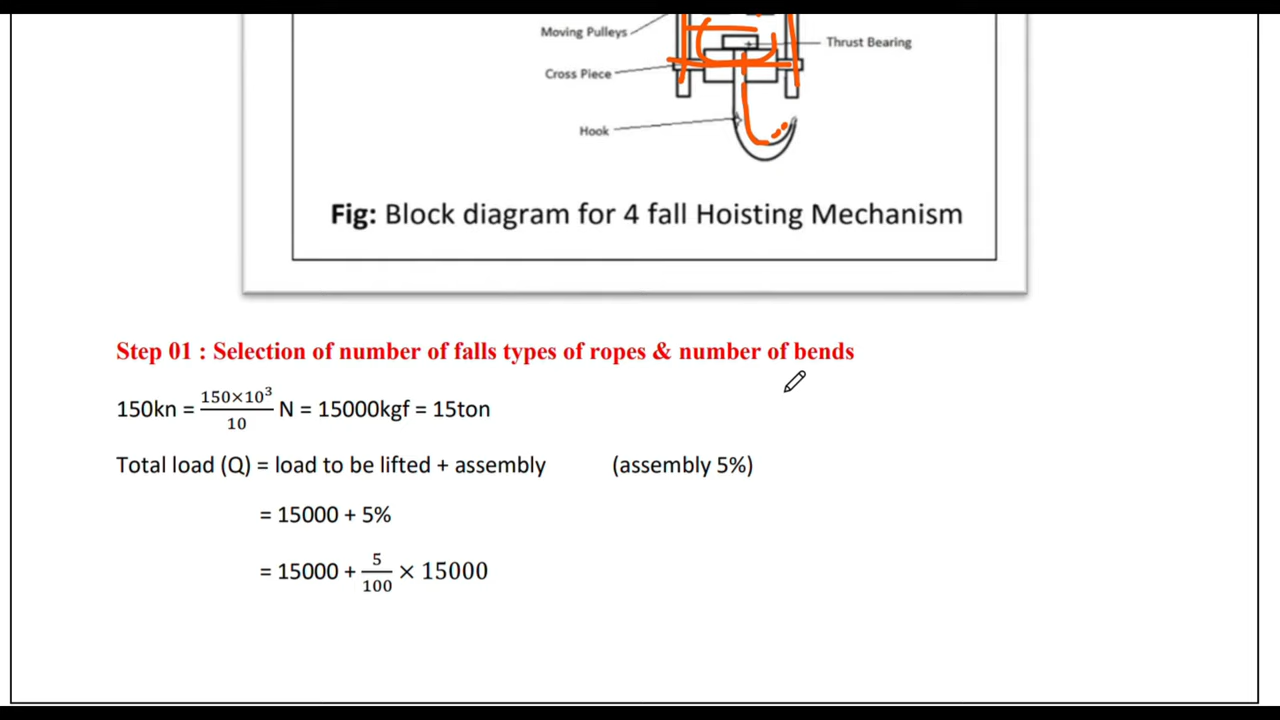 Moving Pulleys
Thrust Bearing
Cross Piece
Hook
Fig: Block diagram for 4 fall Hoisting Mechanism
Step 01 : Selection of number of falls types of ropes & number of bends
150kn = 150×10³/10 N = 15000kgf = 15ton
Total load (Q) = load to be lifted + assembly (assembly 5%)
= 15000 + 5%
= 15000 + 5/100 × 15000